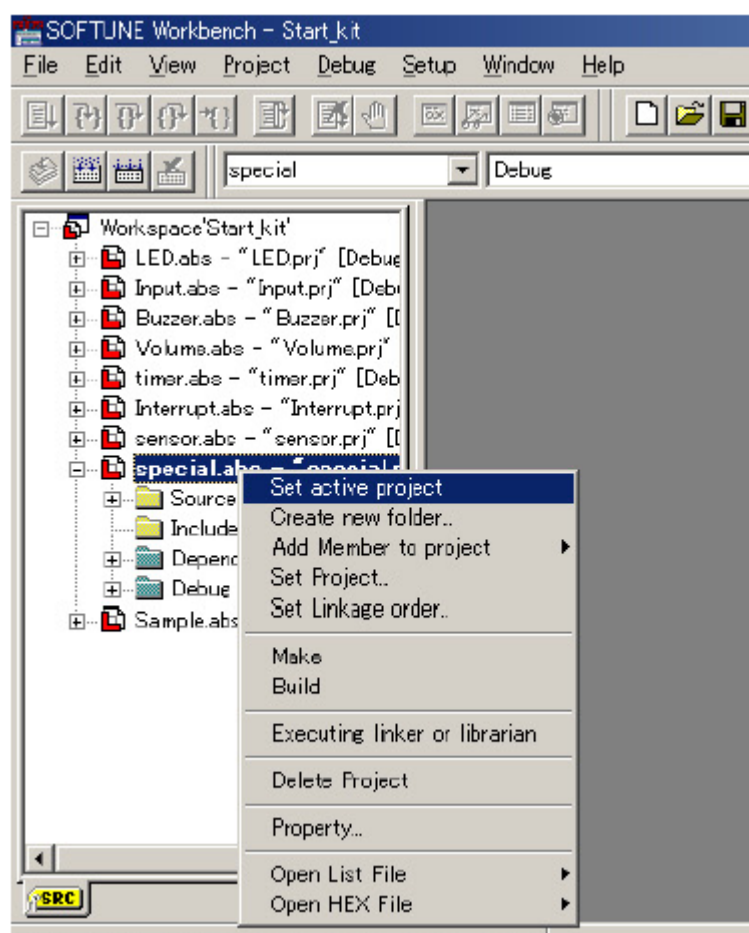 SOFTUNE Workbench - Start_kit
File Edit View Project Debug Setup Window Help
special Debug
Workspace'Start_kit'
LED.abs - "LED.prj" [Debug
Input.abs - "Input.prj" [Deb
Buzzer.abs - "Buzzer.prj" [D
Volume.abs - "Volume.prj"
timer.abs - "timer.prj" [Deb
Interrupt.abs - "Interrupt.prj
sensor.abs - "sensor.prj" [D
special.abs - "special
Set active project
Source
Create new folder..
Include
Add Member to project
Depend
Set Project..
Debug
Set Linkage order..
Sample.abs
Make
Build
Executing linker or librarian
Delete Project
Property...
Open List File
SRC
Open HEX File